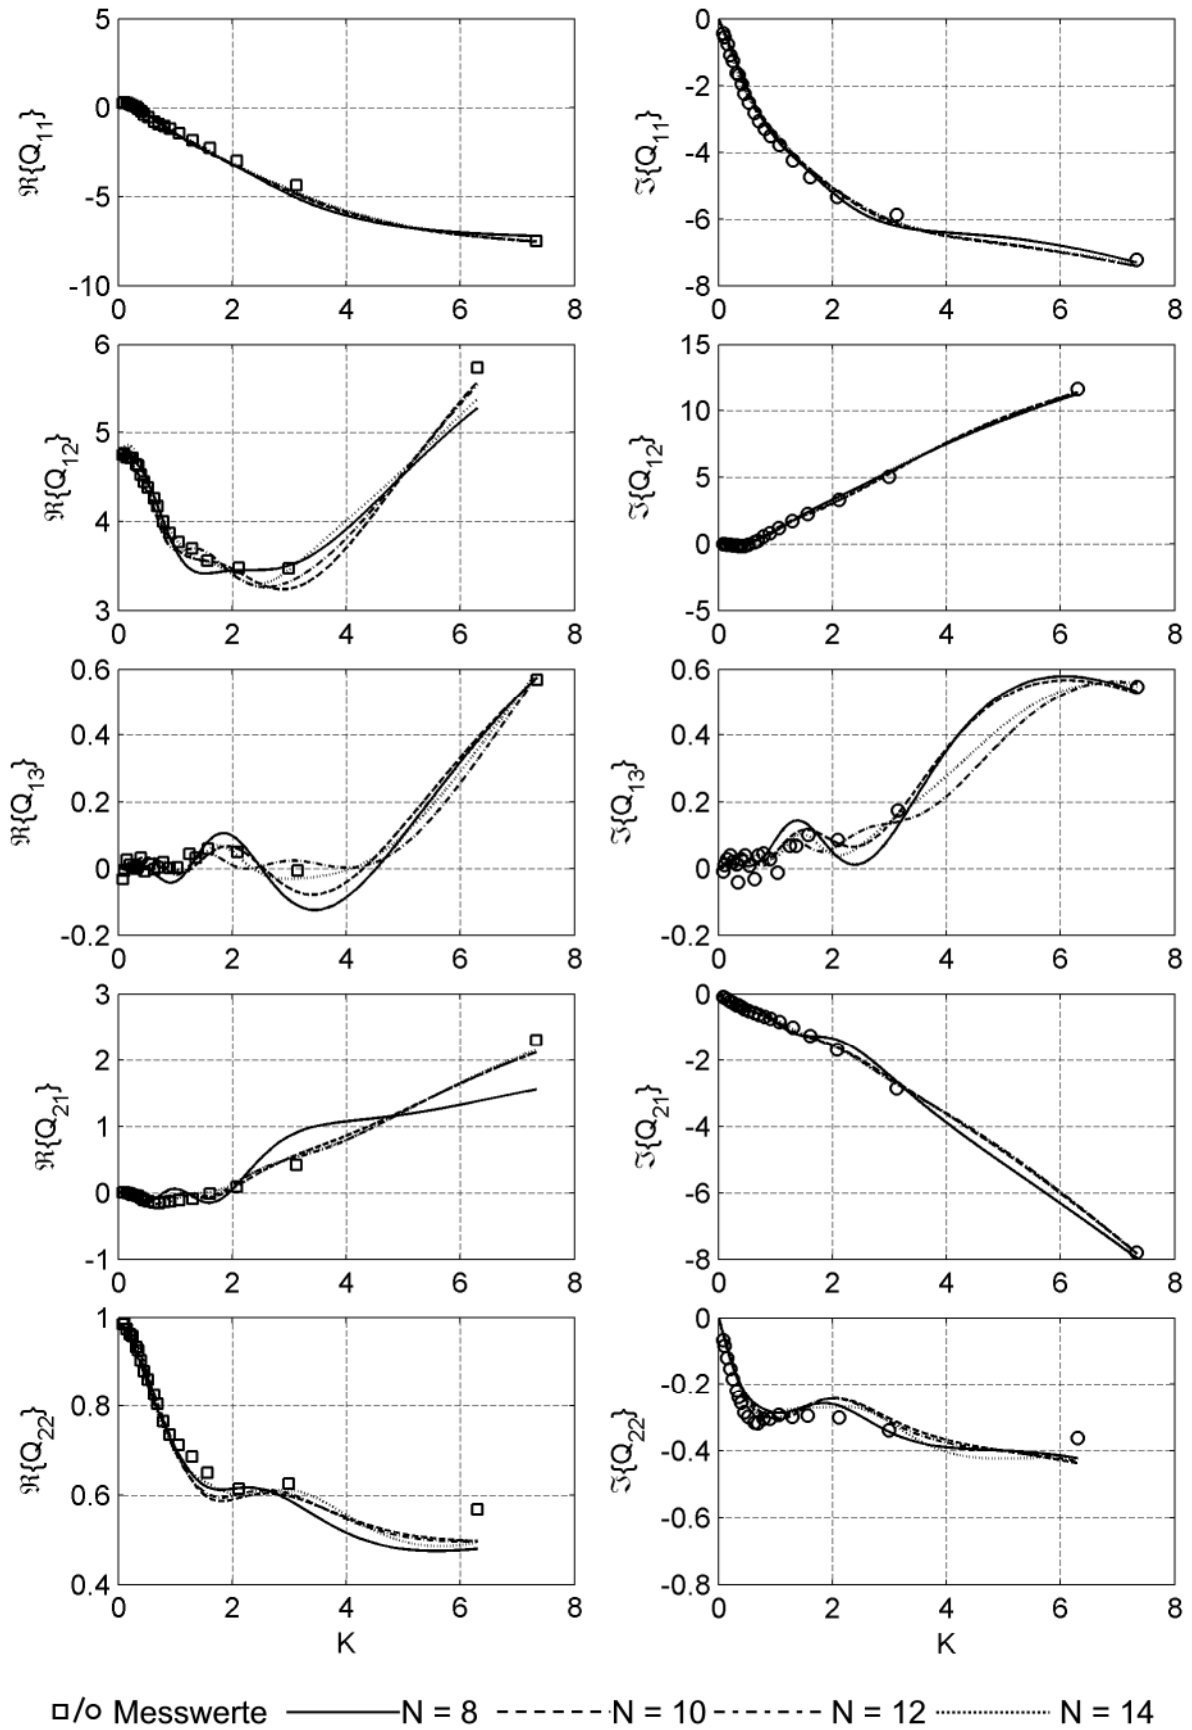 ℜ{Q11}
5
0
-5
-10
0 2 4 6 8
ℑ{Q11}
0
-2
-4
-6
-8
0 2 4 6 8
ℜ{Q12}
6
5
4
3
0 2 4 6 8
ℑ{Q12}
15
10
5
0
-5
0 2 4 6 8
ℜ{Q13}
0.6
0.4
0.2
0
-0.2
0 2 4 6 8
ℑ{Q13}
0.6
0.4
0.2
0
-0.2
0 2 4 6 8
ℜ{Q21}
3
2
1
0
-1
0 2 4 6 8
ℑ{Q21}
0
-2
-4
-6
-8
0 2 4 6 8
ℜ{Q22}
1
0.8
0.6
0.4
0 2 4 6 8
K
ℑ{Q22}
0
-0.2
-0.4
-0.6
-0.8
0 2 4 6 8
K
□/○ Messwerte N = 8 N = 10 N = 12 N = 14